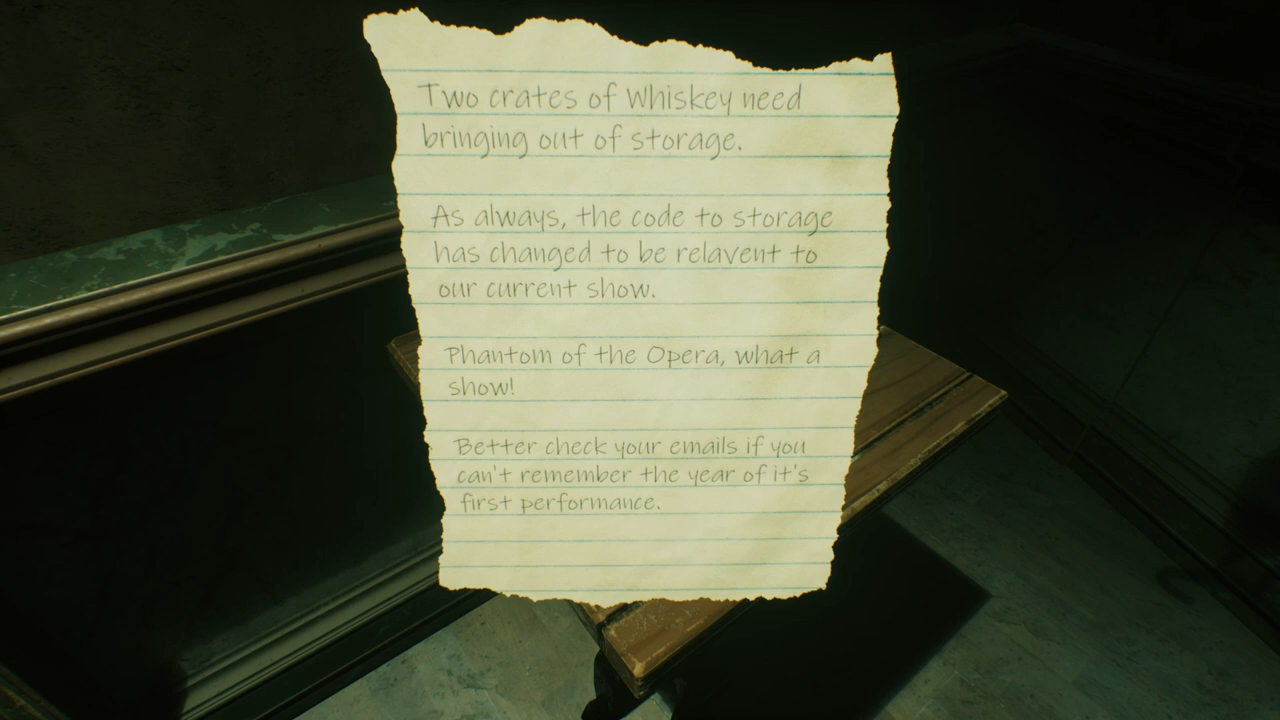 Two crates of Whiskey need
bringing out of storage.
As always, the code to storage
has changed to be relavent to
our current show.
Phantom of the Opera, what a
show!
Better check your emails if you
can't remember the year of it's
first performance.